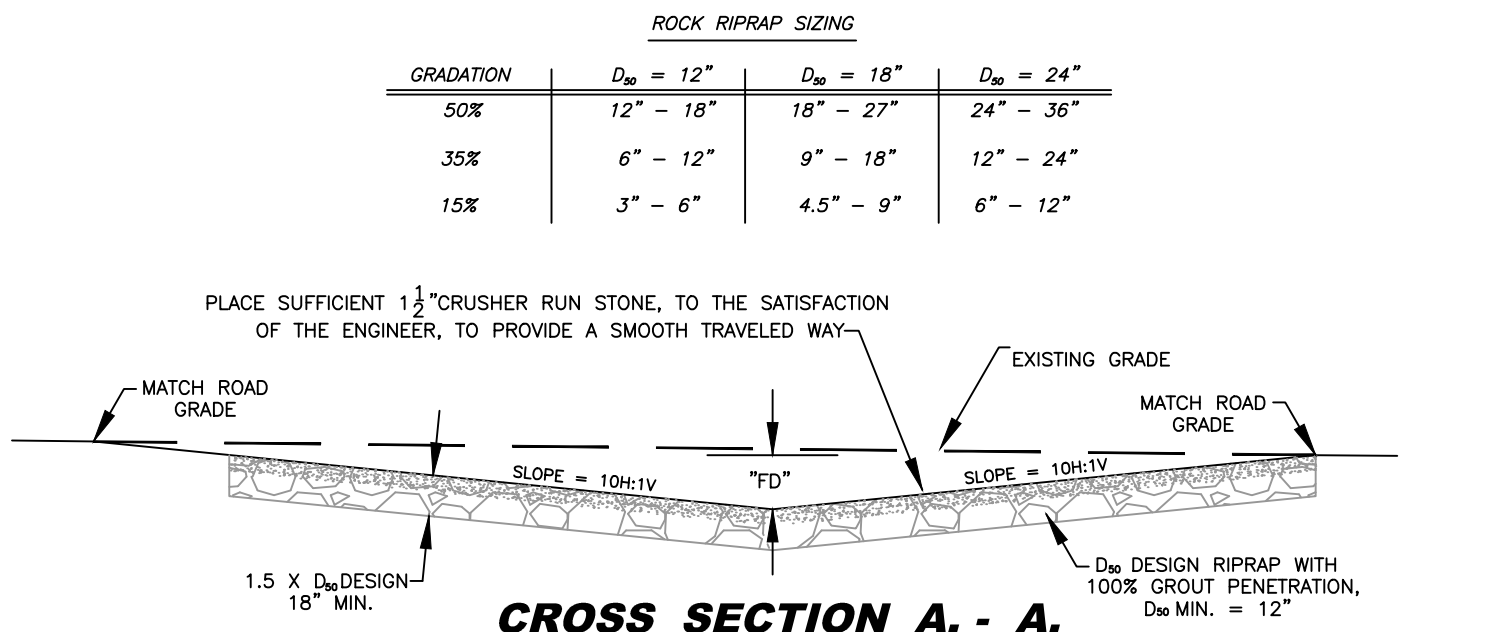 ROCK RIPRAP SIZING
GRADATION D50 = 12" D50 = 18" D50 = 24"
50% 12" – 18" 18" – 27" 24" – 36"
35% 6" – 12" 9" – 18" 12" – 24"
15% 3" – 6" 4.5" – 9" 6" – 12"
PLACE SUFFICIENT 1 1/2"CRUSHER RUN STONE, TO THE SATISFACTION
OF THE ENGINEER, TO PROVIDE A SMOOTH TRAVELED WAY
EXISTING GRADE
MATCH ROAD
GRADE
MATCH ROAD
GRADE
SLOPE = 10H:1V
"FD"
SLOPE = 10H:1V
1.5 X D50 DESIGN
18" MIN.
D50 DESIGN RIPRAP WITH
100% GROUT PENETRATION,
D50 MIN. = 12"
CROSS SECTION A. - A.